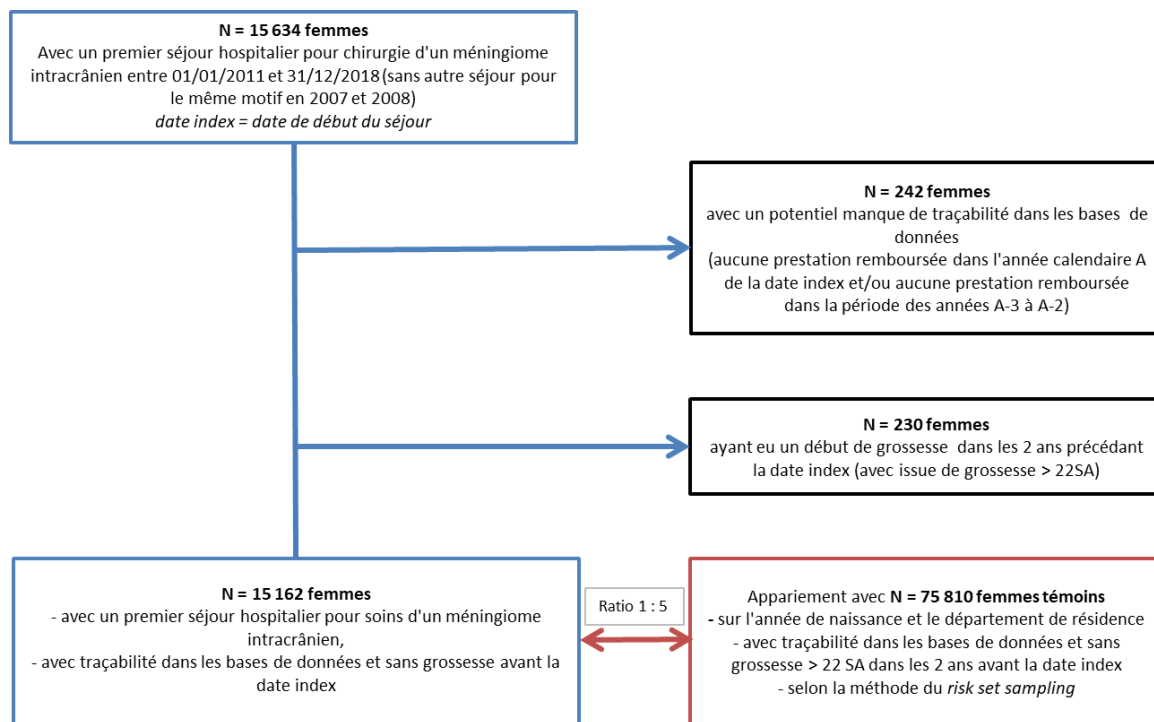 N = 15 634 femmes
Avec un premier séjour hospitalier pour chirurgie d'un méningiome
intracrânien entre 01/01/2011 et 31/12/2018 (sans autre séjour pour
le même motif en 2007 et 2008)
date index = date de début du séjour
N = 242 femmes
avec un potentiel manque de traçabilité dans les bases de
données
(aucune prestation remboursée dans l'année calendaire A
de la date index et/ou aucune prestation remboursée
dans la période des années A-3 à A-2)
N = 230 femmes
ayant eu un début de grossesse dans les 2 ans précédant
la date index (avec issue de grossesse > 22SA)
N = 15 162 femmes
- avec un premier séjour hospitalier pour soins d'un méningiome
intracrânien,
- avec traçabilité dans les bases de données et sans grossesse avant la
date index
Ratio 1 : 5
Appariement avec N = 75 810 femmes témoins
- sur l'année de naissance et le département de résidence
- avec traçabilité dans les bases de données et sans
grossesse > 22 SA dans les 2 ans avant la date index
- selon la méthode du risk set sampling